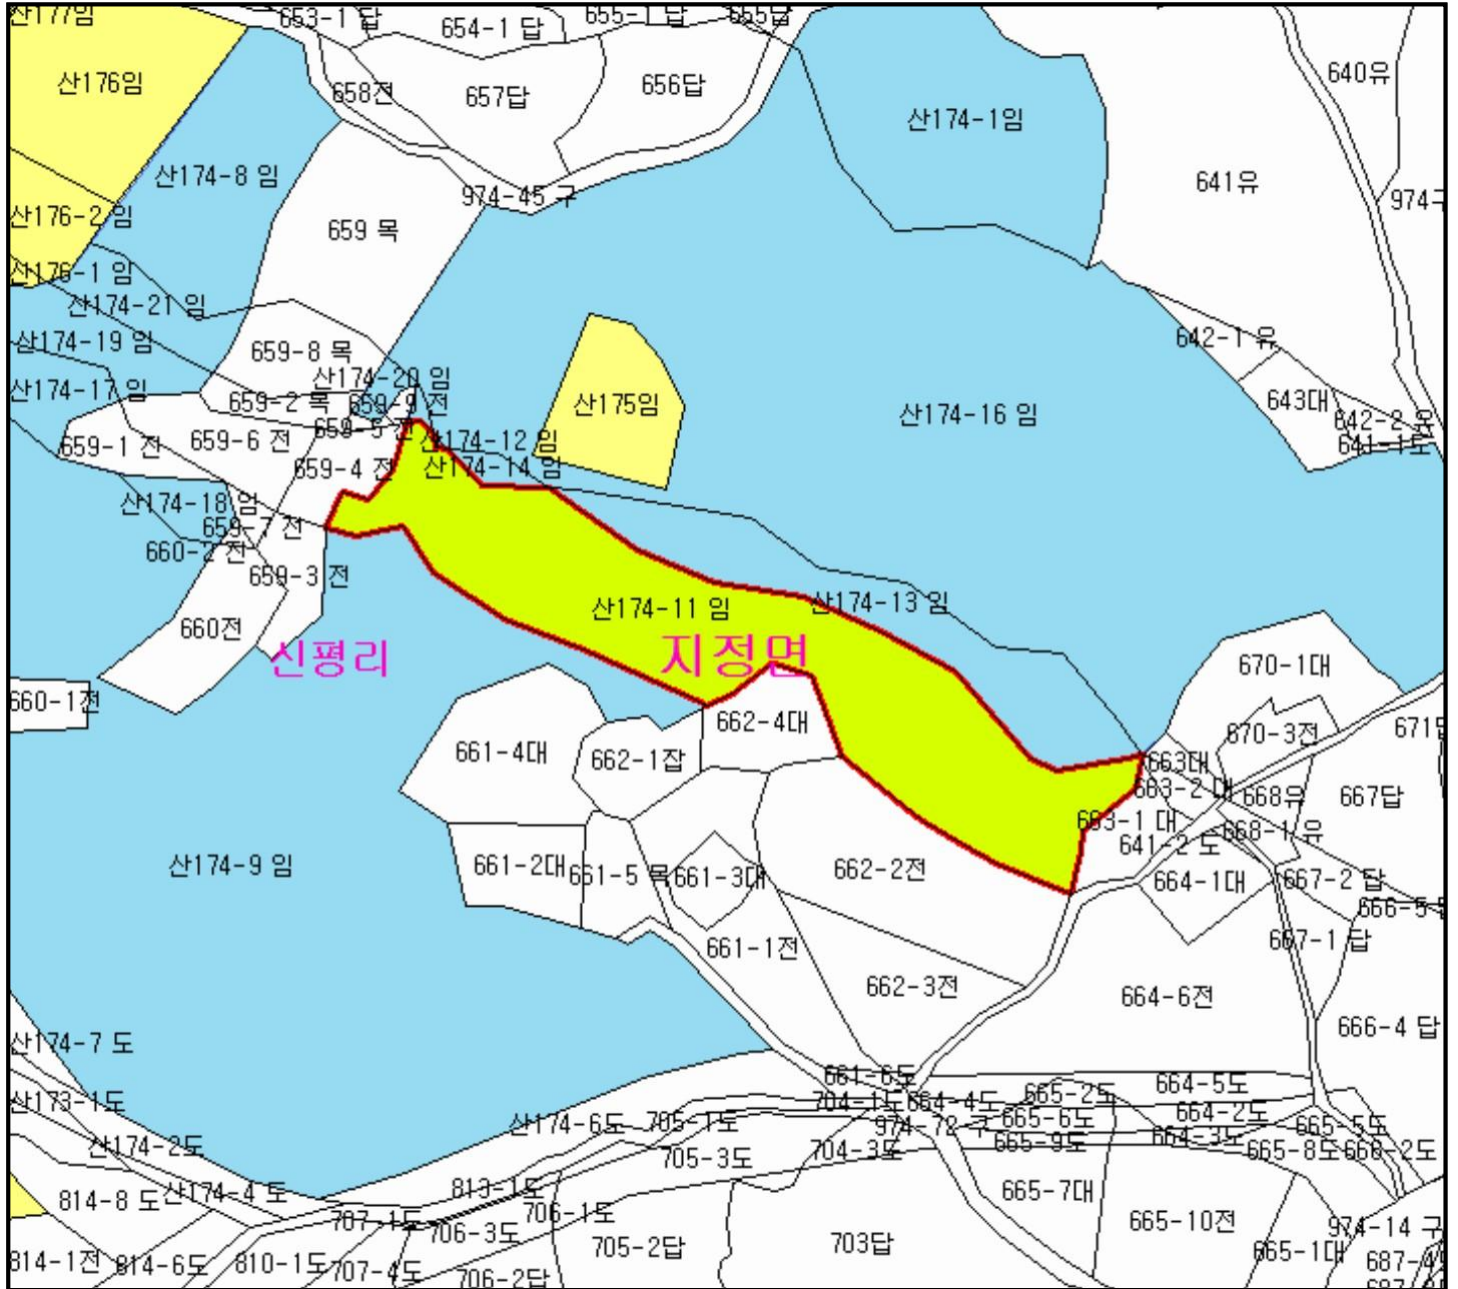 산177임
653-1 답
654-1 답
655-1 답
655답
산176임
658전
657답
656답
640유
산174-1임
산174-8 임
641유
974-45 구
산176-2 임
659 목
산176-1 임
산174-21 임
산174-19 임
642-1 유
659-8 목
산174-20 임
산174-17 임
659-2 목
659-9 전
산175임
산174-16 임
643대
642-2 유
641-1도
659-1 전
659-6 전
659-5 전
산174-12 임
659-4 전
산174-14 임
산174-18 임
659-7 전
660-2 전
659-3 전
산174-11 임
산174-13 임
660전
신평리
지정면
670-1대
660-1전
662-4대
670-3전
661-4대
662-1잡
663대
663-2 대
668유
667답
663-1 대
668-1 유
641-2 도
산174-9 임
661-2대
661-5 목
661-3대
662-2전
664-1대
667-2 답
667-1 답
661-1전
662-3전
664-6전
666-4 답
산174-7 도
661-6도
664-5도
산173-1도
704-1도
664-4도
665-2도
664-2도
산174-6도
705-1도
974-72 구
665-6도
665-5도
산174-2도
705-3도
704-3도
665-9도
664-3도
665-8도
666-2도
814-8 도
산174-4 도
813-1도
665-7대
707-1도
706-3도
706-1도
665-10전
974-14 구
814-1전
814-6도
810-1도
707-4도
706-2답
705-2답
703답
665-1대